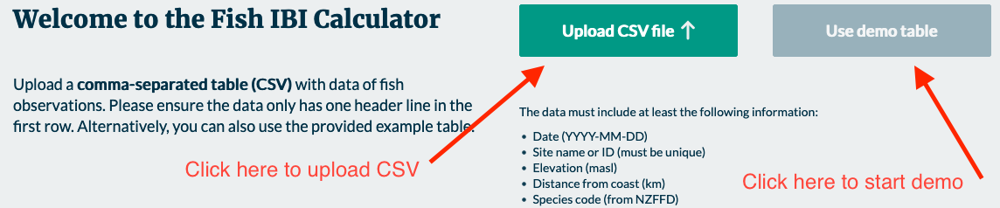 Welcome to the Fish IBI Calculator
Upload a comma-separated table (CSV) with data of fish
observations. Please ensure the data only has one header line in the
first row. Alternatively, you can also use the provided example table.
Click here to upload CSV
Upload CSV file ↑
Use demo table
The data must include at least the following information:
• Date (YYYY-MM-DD)
• Site name or ID (must be unique)
• Elevation (masl)
• Distance from coast (km)
• Species code (from NZFFD)
Click here to start demo